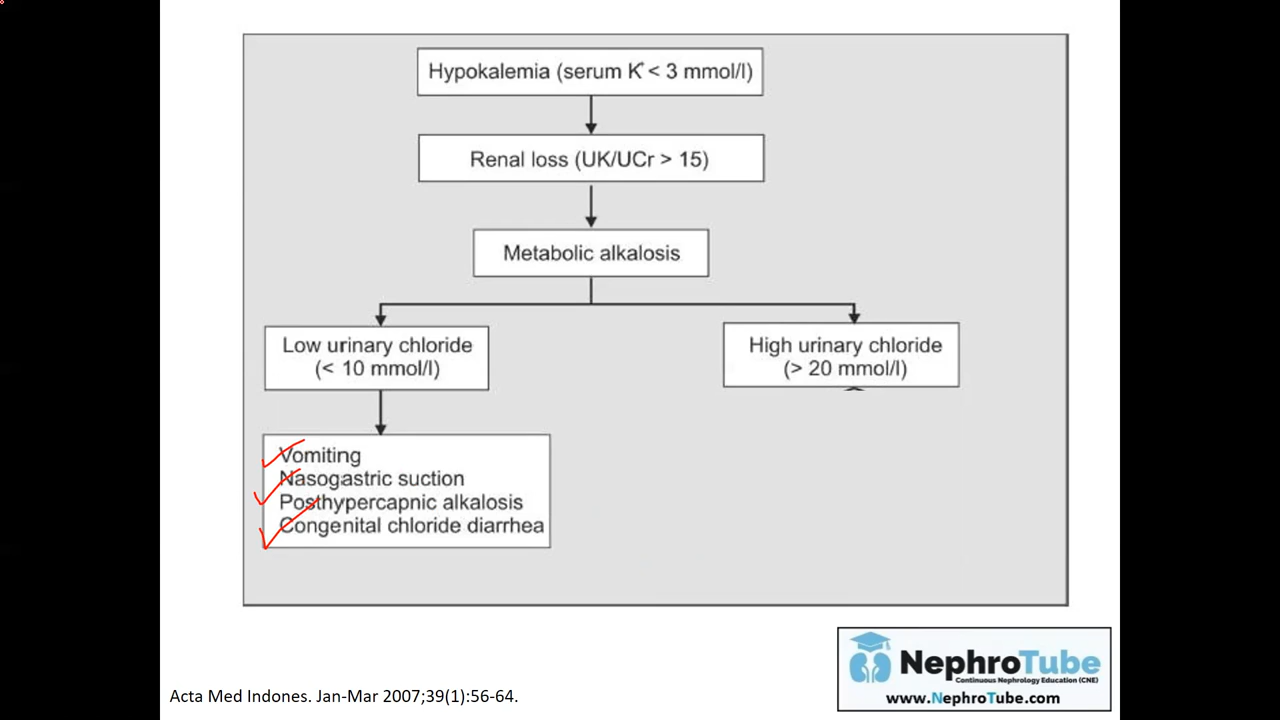 Hypokalemia (serum K⁺ < 3 mmol/l)
Renal loss (UK/UCr > 15)
Metabolic alkalosis
Low urinary chloride
(< 10 mmol/l)
High urinary chloride
(> 20 mmol/l)
Vomiting
Nasogastric suction
Posthypercapnic alkalosis
Congenital chloride diarrhea
NephroTube
Continuous Nephrology Education (CNE)
www.NephroTube.com
Acta Med Indones. Jan-Mar 2007;39(1):56-64.